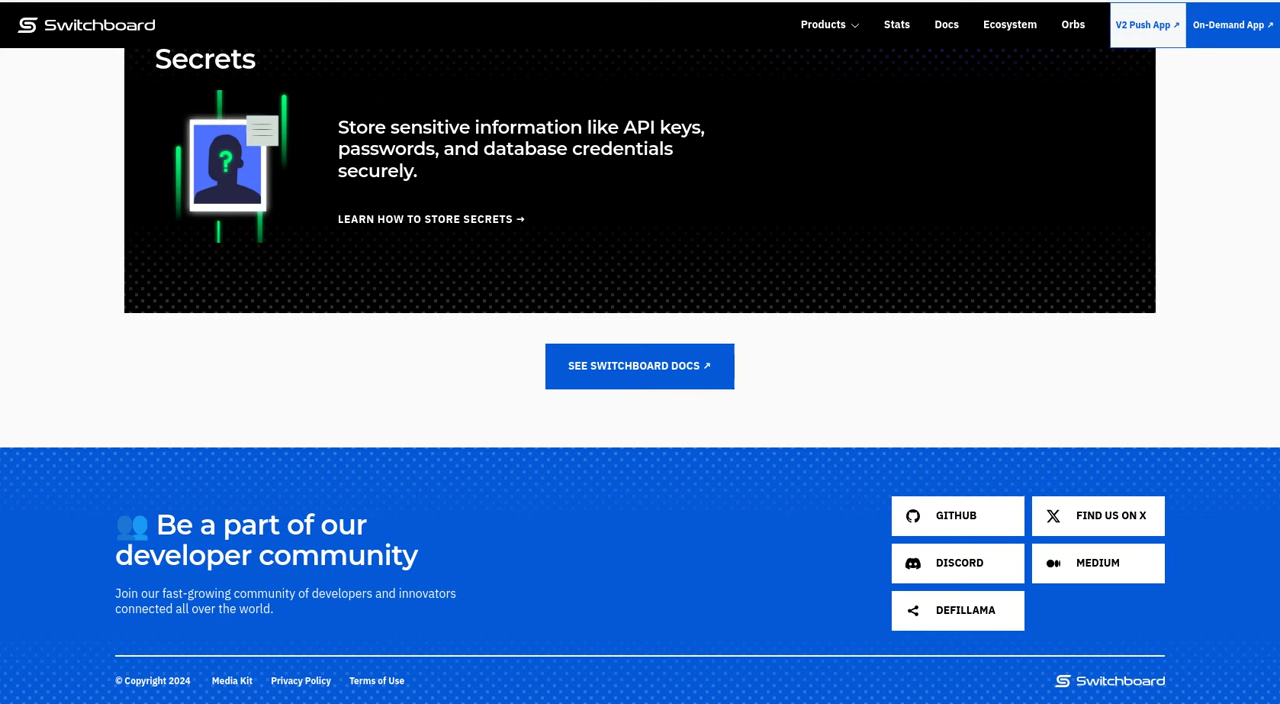 Switchboard
Products
Stats
Docs
Ecosystem
Orbs
V2 Push App ↗
On-Demand App ↗
Secrets
?
Store sensitive information like API keys,
passwords, and database credentials
securely.
LEARN HOW TO STORE SECRETS →
SEE SWITCHBOARD DOCS ↗
👥 Be a part of our
developer community
Join our fast-growing community of developers and innovators
connected all over the world.
GITHUB
FIND US ON X
DISCORD
MEDIUM
DEFILLAMA
© Copyright 2024
Media Kit
Privacy Policy
Terms of Use
Switchboard